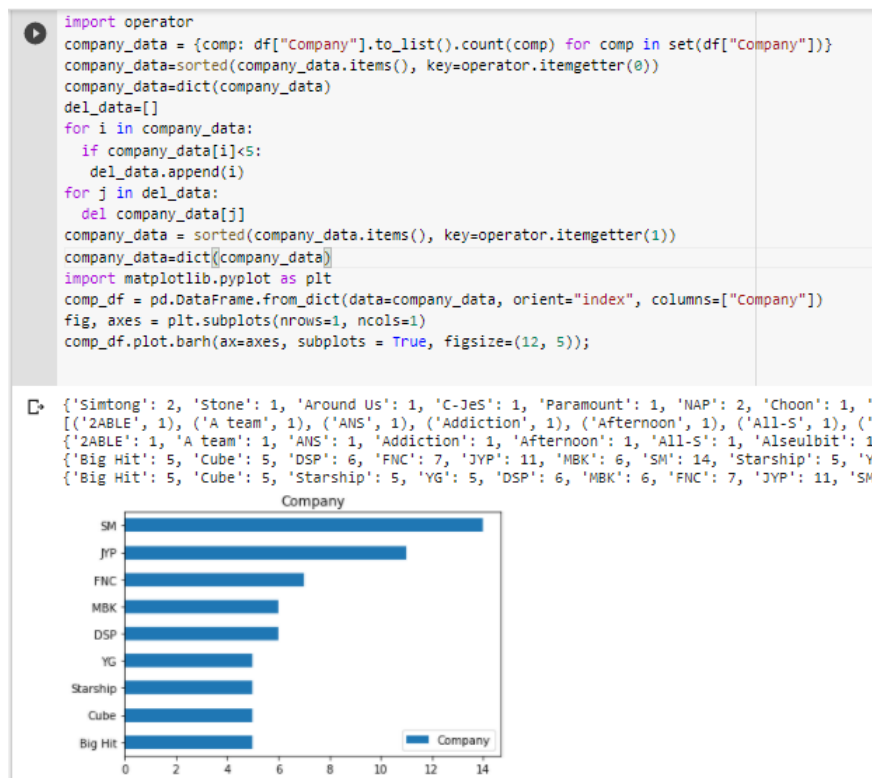 import operator
company_data = {comp: df["Company"].to_list().count(comp) for comp in set(df["Company"])}
company_data=sorted(company_data.items(), key=operator.itemgetter(0))
company_data=dict(company_data)
del_data=[]
for i in company_data:
  if company_data[i]<5:
   del_data.append(i)
for j in del_data:
  del company_data[j]
company_data = sorted(company_data.items(), key=operator.itemgetter(1))
company_data=dict(company_data)
import matplotlib.pyplot as plt
comp_df = pd.DataFrame.from_dict(data=company_data, orient="index", columns=["Company"])
fig, axes = plt.subplots(nrows=1, ncols=1)
comp_df.plot.barh(ax=axes, subplots = True, figsize=(12, 5));
{'Simtong': 2, 'Stone': 1, 'Around Us': 1, 'C-JeS': 1, 'Paramount': 1, 'NAP': 2, 'Choon': 1, '
[('2ABLE', 1), ('A team', 1), ('ANS', 1), ('Addiction', 1), ('Afternoon', 1), ('All-S', 1), ('
{'2ABLE': 1, 'A team': 1, 'ANS': 1, 'Addiction': 1, 'Afternoon': 1, 'All-S': 1, 'Alseulbit': 1
{'Big Hit': 5, 'Cube': 5, 'DSP': 6, 'FNC': 7, 'JYP': 11, 'MBK': 6, 'SM': 14, 'Starship': 5, 'Y
{'Big Hit': 5, 'Cube': 5, 'Starship': 5, 'YG': 5, 'DSP': 6, 'MBK': 6, 'FNC': 7, 'JYP': 11, 'SM
Company
SM
JYP
FNC
MBK
DSP
YG
Starship
Cube
Big Hit
Company
0 2 4 6 8 10 12 14